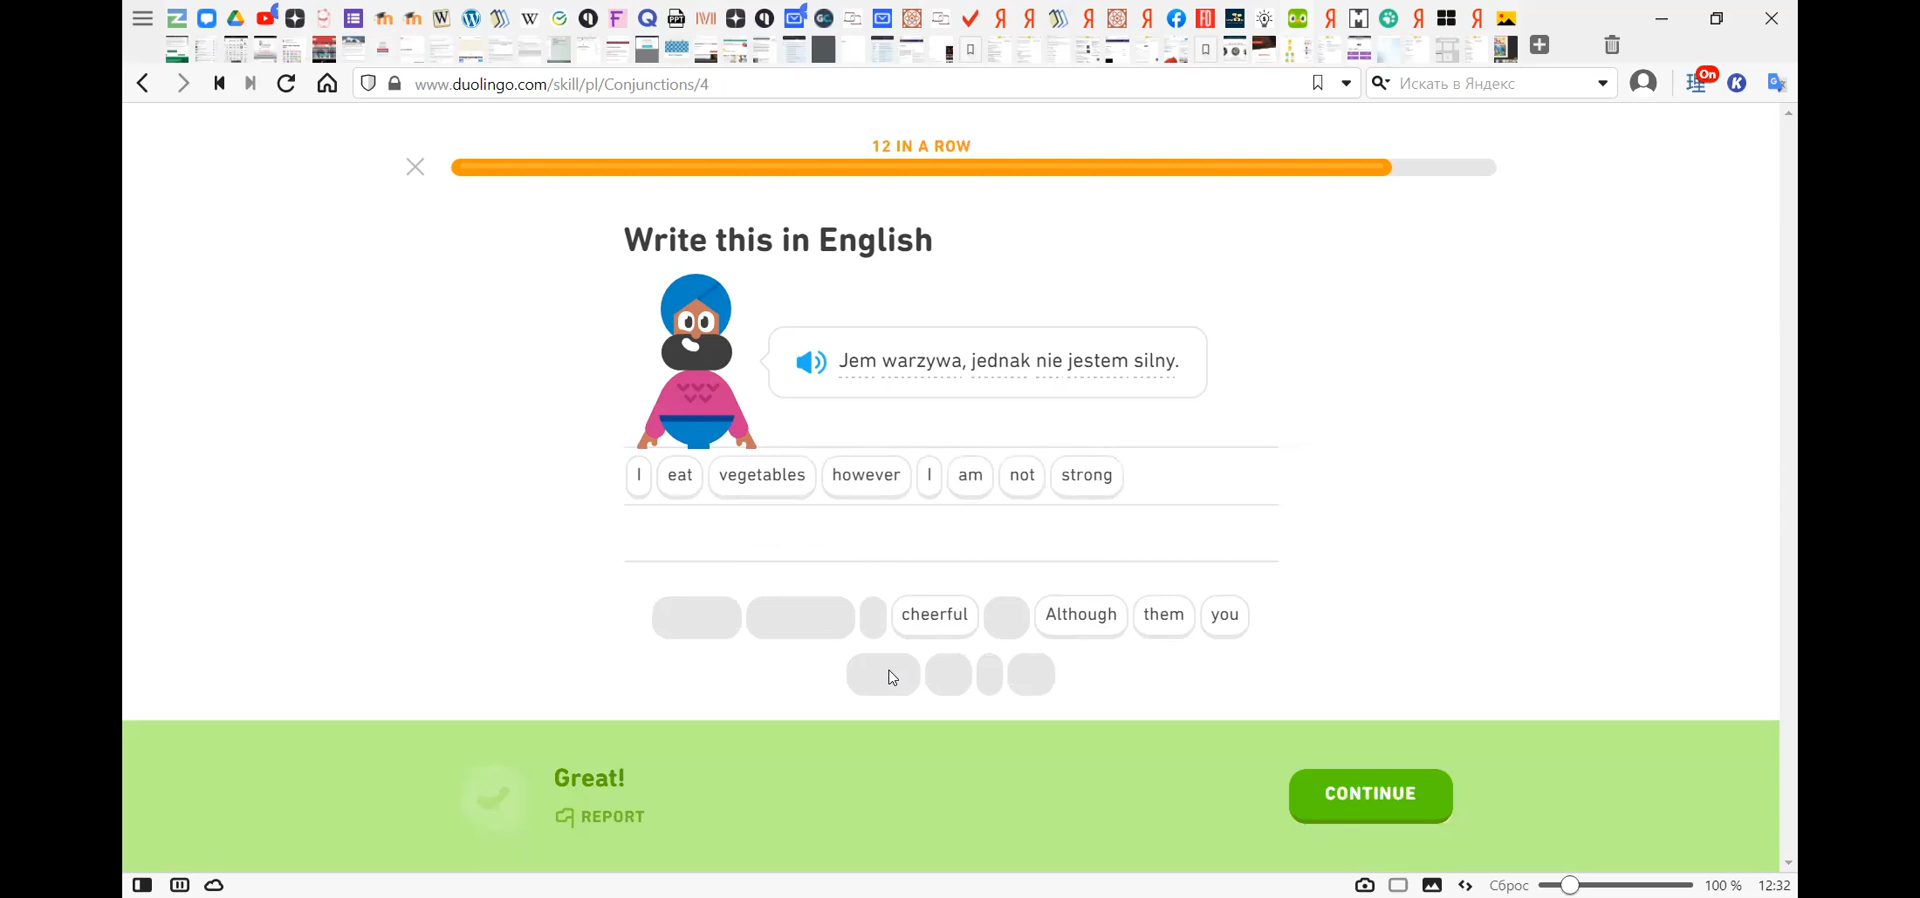 www.duolingo.com/skill/pl/Conjunctions/4
Искать в Яндекс
On
12 IN A ROW
Write this in English
Jem warzywa, jednak nie jestem silny.
I eat vegetables however I am not strong
cheerful Although them you
Great!
REPORT
CONTINUE
Сброс 100 % 12:32